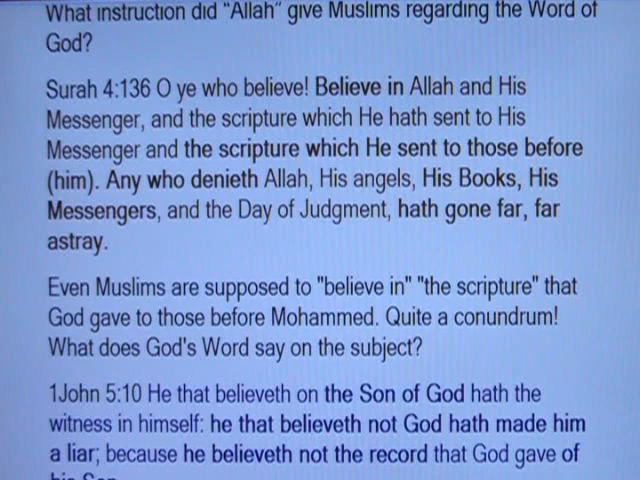 What instruction did "Allah" give Muslims regarding the Word of
God?
Surah 4:136 O ye who believe! Believe in Allah and His
Messenger, and the scripture which He hath sent to His
Messenger and the scripture which He sent to those before
(him). Any who denieth Allah, His angels, His Books, His
Messengers, and the Day of Judgment, hath gone far, far
astray.
Even Muslims are supposed to "believe in" "the scripture" that
God gave to those before Mohammed. Quite a conundrum!
What does God's Word say on the subject?
1John 5:10 He that believeth on the Son of God hath the
witness in himself: he that believeth not God hath made him
a liar; because he believeth not the record that God gave of
his Son